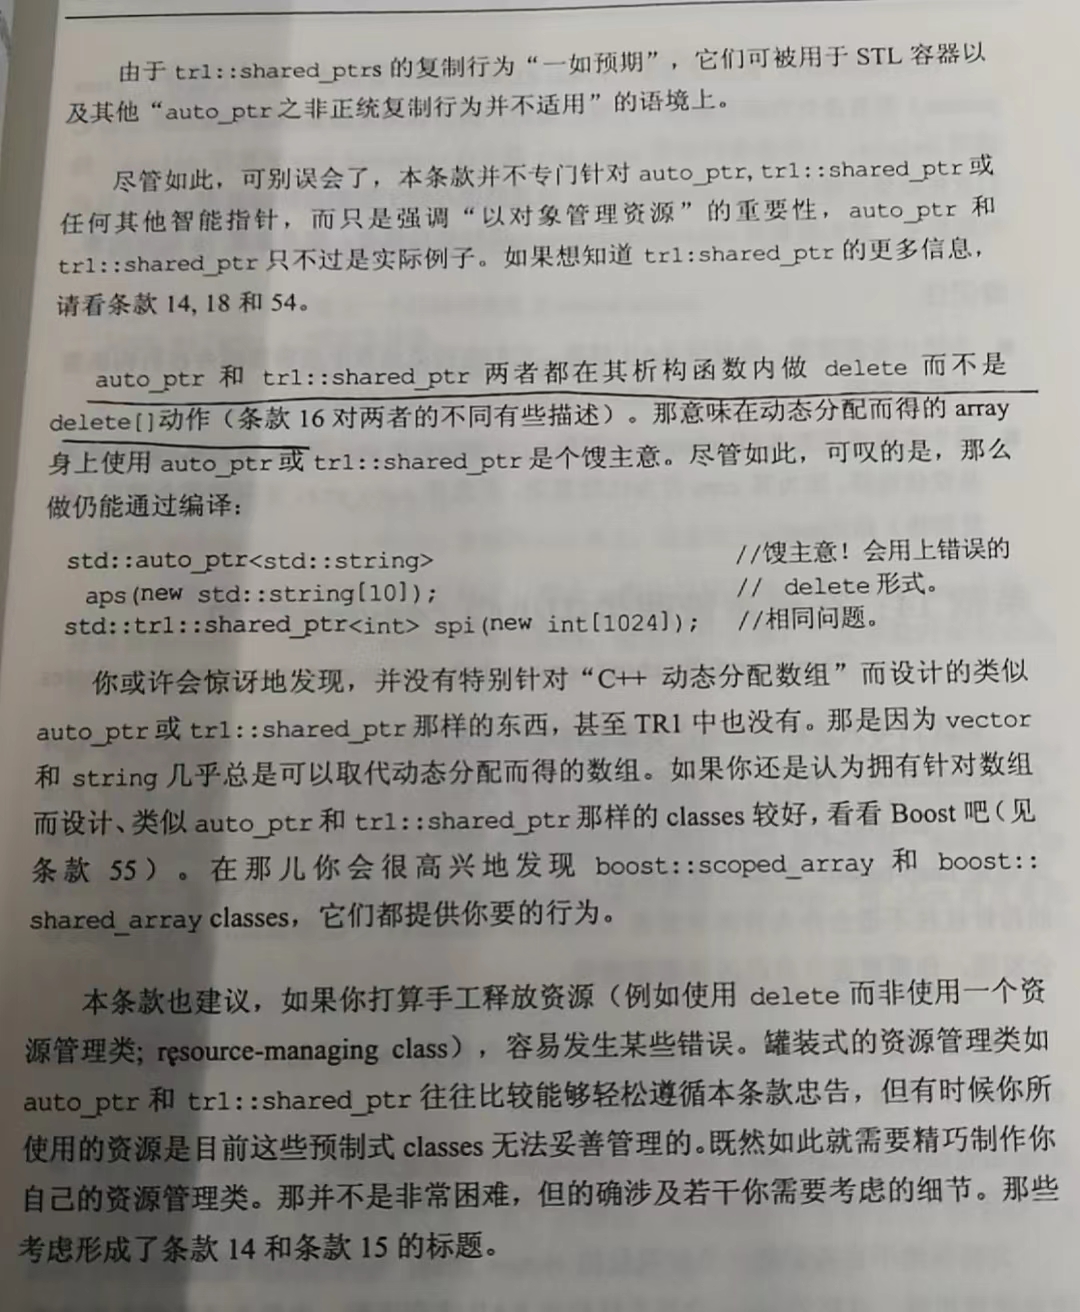 由于 tr1::shared_ptrs 的复制行为“一如预期”，它们可被用于 STL 容器以
及其他“auto_ptr 之非正统复制行为并不适用”的语境上。
尽管如此，可别误会了，本条款并不专门针对 auto_ptr, tr1::shared_ptr 或
任何其他智能指针，而只是强调“以对象管理资源”的重要性，auto_ptr 和
tr1::shared_ptr 只不过是实际例子。如果想知道 tr1:shared_ptr 的更多信息，
请看条款 14, 18 和 54。
auto_ptr 和 tr1::shared_ptr 两者都在其析构函数内做 delete 而不是
delete[]动作（条款 16 对两者的不同有些描述）。那意味在动态分配而得的 array
身上使用 auto_ptr 或 tr1::shared_ptr 是个馊主意。尽管如此，可叹的是，那么
做仍能通过编译：
std::auto_ptr<std::string> //馊主意！会用上错误的
aps(new std::string[10]); // delete 形式。
std::tr1::shared_ptr<int> spi(new int[1024]); //相同问题。
你或许会惊讶地发现，并没有特别针对“C++ 动态分配数组”而设计的类似
auto_ptr 或 tr1::shared_ptr 那样的东西，甚至 TR1 中也没有。那是因为 vector
和 string 几乎总是可以取代动态分配而得的数组。如果你还是认为拥有针对数组
而设计、类似 auto_ptr 和 tr1::shared_ptr 那样的 classes 较好，看看 Boost 吧（见
条款 55）。在那儿你会很高兴地发现 boost::scoped_array 和 boost::
shared_array classes，它们都提供你要的行为。
本条款也建议，如果你打算手工释放资源（例如使用 delete 而非使用一个资
源管理类; resource-managing class），容易发生某些错误。罐装式的资源管理类如
auto_ptr 和 tr1::shared_ptr 往往比较能够轻松遵循本条款忠告，但有时候你所
使用的资源是目前这些预制式 classes 无法妥善管理的。既然如此就需要精巧制作你
自己的资源管理类。那并不是非常困难，但的确涉及若干你需要考虑的细节。那些
考虑形成了条款 14 和条款 15 的标题。